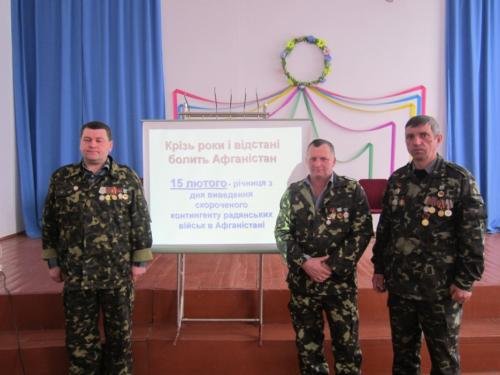 Крізь роки і відстані
болить Афганістан
15 лютого - річниця з
дня виведення
скороченого
контингенту радянських
військ в Афганістані